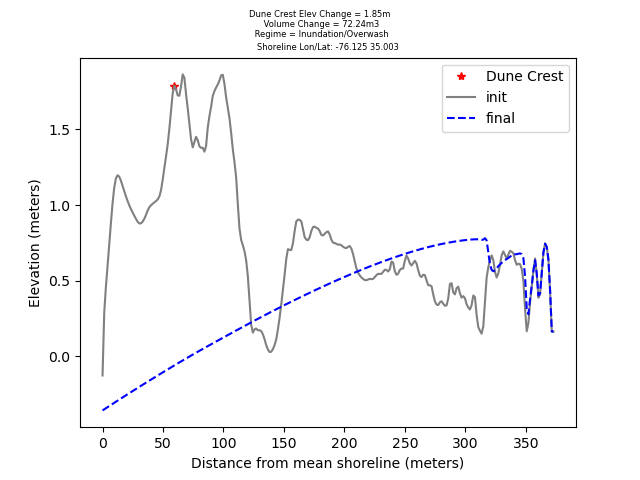 Dune Crest Elev Change = 1.85m
Volume Change = 72.24m3
Regime = Inundation/Overwash
Shoreline Lon/Lat: -76.125 35.003
Dune Crest
init
final
Elevation (meters)
1.5
1.0
0.5
0.0
0 50 100 150 200 250 300 350
Distance from mean shoreline (meters)